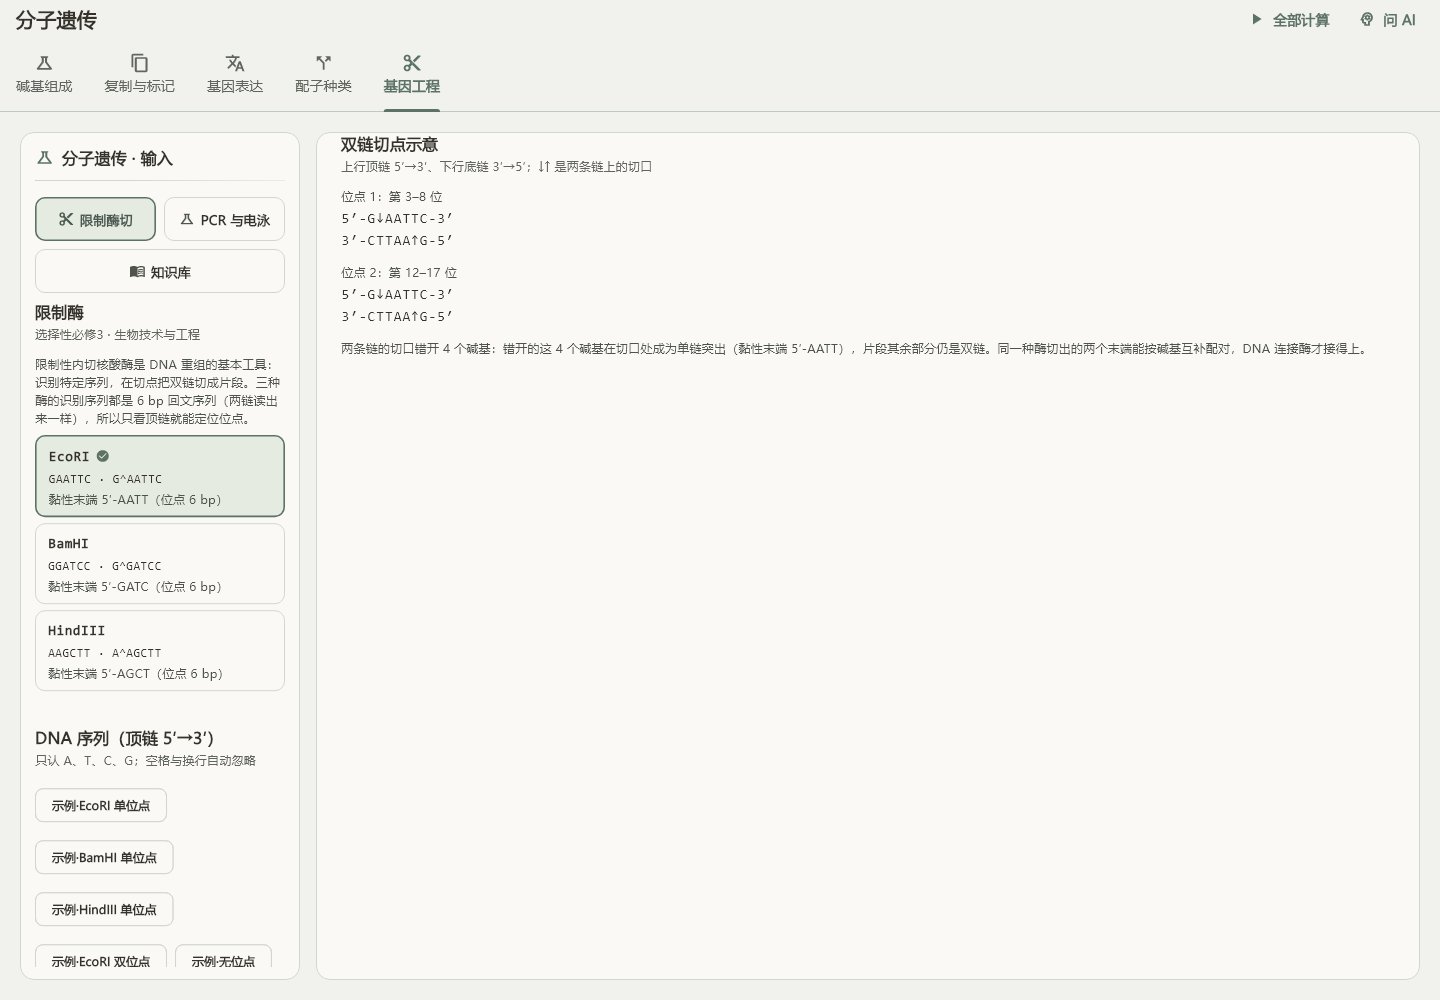 分子遗传
全部计算
问 AI
碱基组成
复制与标记
基因表达
配子种类
基因工程
分子遗传 · 输入
限制酶切
PCR 与电泳
知识库
限制酶
选择性必修3 · 生物技术与工程
限制性内切核酸酶是 DNA 重组的基本工具：
识别特定序列，在切点把双链切成片段。三种
酶的识别序列都是 6 bp 回文序列（两链读出
来一样），所以只看顶链就能定位位点。
EcoRI
GAATTC · G^AATTC
黏性末端 5′-AATT（位点 6 bp）
BamHI
GGATCC · G^GATCC
黏性末端 5′-GATC（位点 6 bp）
HindIII
AAGCTT · A^AGCTT
黏性末端 5′-AGCT（位点 6 bp）
DNA 序列（顶链 5′→3′）
只认 A、T、C、G；空格与换行自动忽略
示例·EcoRI 单位点
示例·BamHI 单位点
示例·HindIII 单位点
示例·EcoRI 双位点
示例·无位点
双链切点示意
上行顶链 5′→3′、下行底链 3′→5′；↓↑ 是两条链上的切口
位点 1：第 3–8 位
5′-G↓AATTC-3′
3′-CTTAA↑G-5′
位点 2：第 12–17 位
5′-G↓AATTC-3′
3′-CTTAA↑G-5′
两条链的切口错开 4 个碱基：错开的这 4 个碱基在切口处成为单链突出（黏性末端 5′-AATT），片段其余部分仍是双链。同一种酶切出的两个末端能按碱基互补配对，DNA 连接酶才接得上。